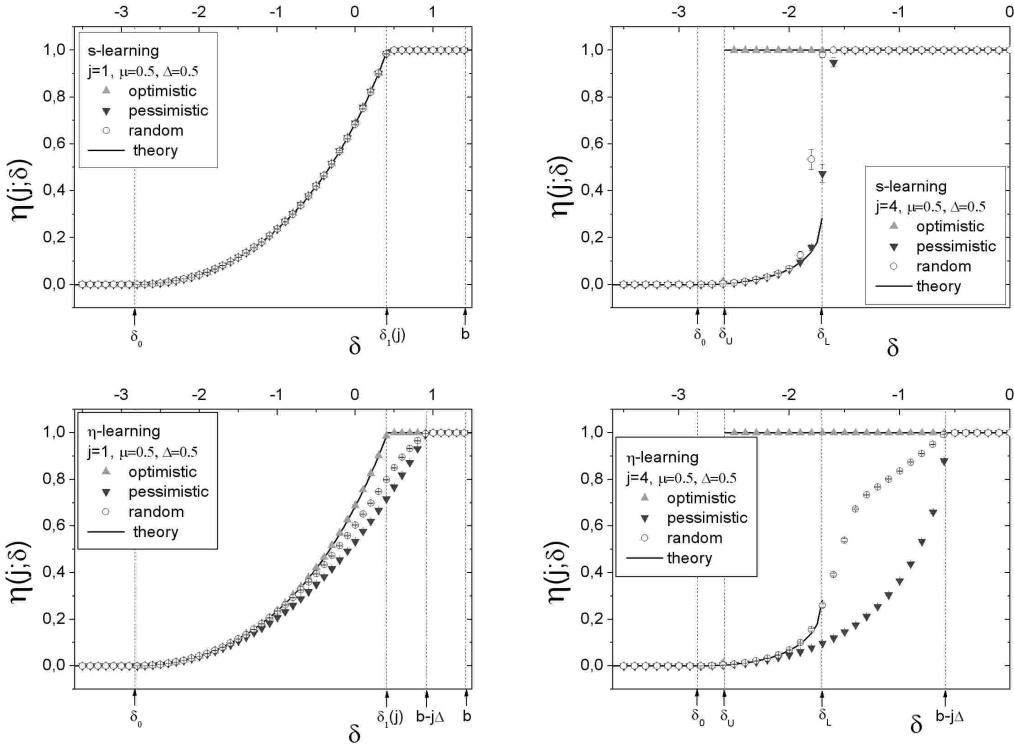 -3 -2 -1 0 1
1,0
0,8
0,6
0,4
0,2
0,0
η(j;δ)
s-learning
j=1, μ=0.5, Δ=0.5
optimistic
pessimistic
random
theory
δ₀ δ δ₁(j) b
-3 -2 -1 0
1,0
0,8
0,6
0,4
0,2
0,0
η(j;δ)
s-learning
j=4, μ=0.5, Δ=0.5
optimistic
pessimistic
random
theory
δ₀ δ_U δ_L δ
-3 -2 -1 0 1
1,0
0,8
0,6
0,4
0,2
0,0
η(j;δ)
η-learning
j=1, μ=0.5, Δ=0.5
optimistic
pessimistic
random
theory
δ₀ δ δ₁(j) b-jΔ b
-3 -2 -1 0
1,0
0,8
0,6
0,4
0,2
0,0
η(j;δ)
η-learning
j=4, μ=0.5, Δ=0.5
optimistic
pessimistic
random
theory
δ₀ δ_U δ_L δ b-jΔ